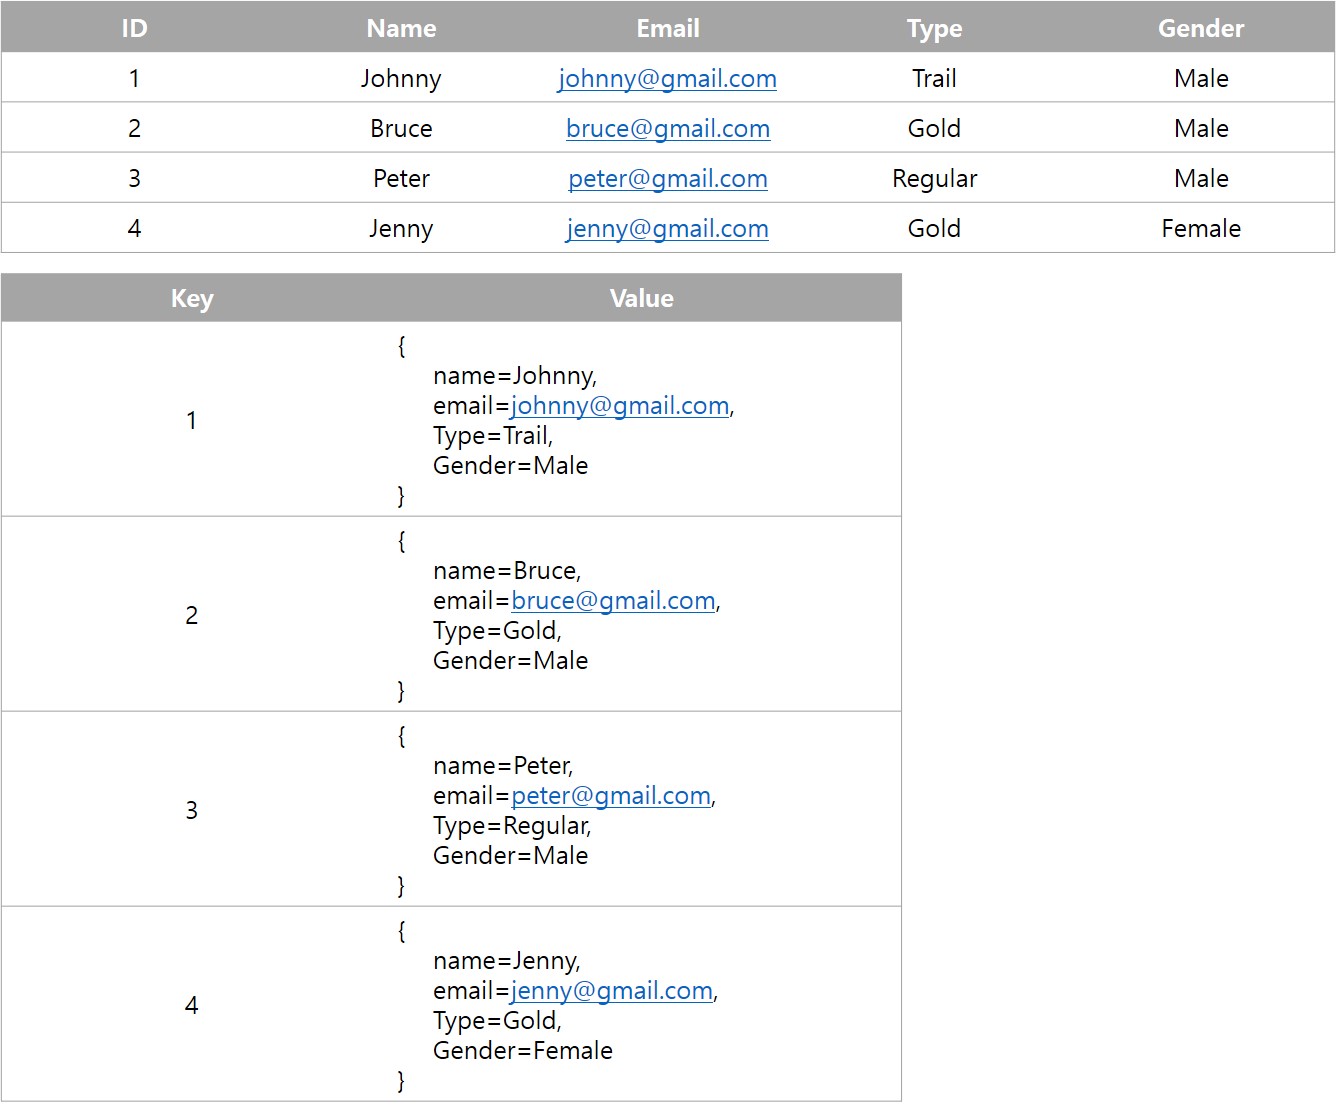 ID Name Email Type Gender
1 Johnny johnny@gmail.com Trail Male
2 Bruce bruce@gmail.com Gold Male
3 Peter peter@gmail.com Regular Male
4 Jenny jenny@gmail.com Gold Female
Key Value
{
name=Johnny,
email=johnny@gmail.com,
1
Type=Trail,
Gender=Male
}
{
name=Bruce,
email=bruce@gmail.com,
2
Type=Gold,
Gender=Male
}
{
name=Peter,
email=peter@gmail.com,
3
Type=Regular,
Gender=Male
}
{
name=Jenny,
email=jenny@gmail.com,
4
Type=Gold,
Gender=Female
}